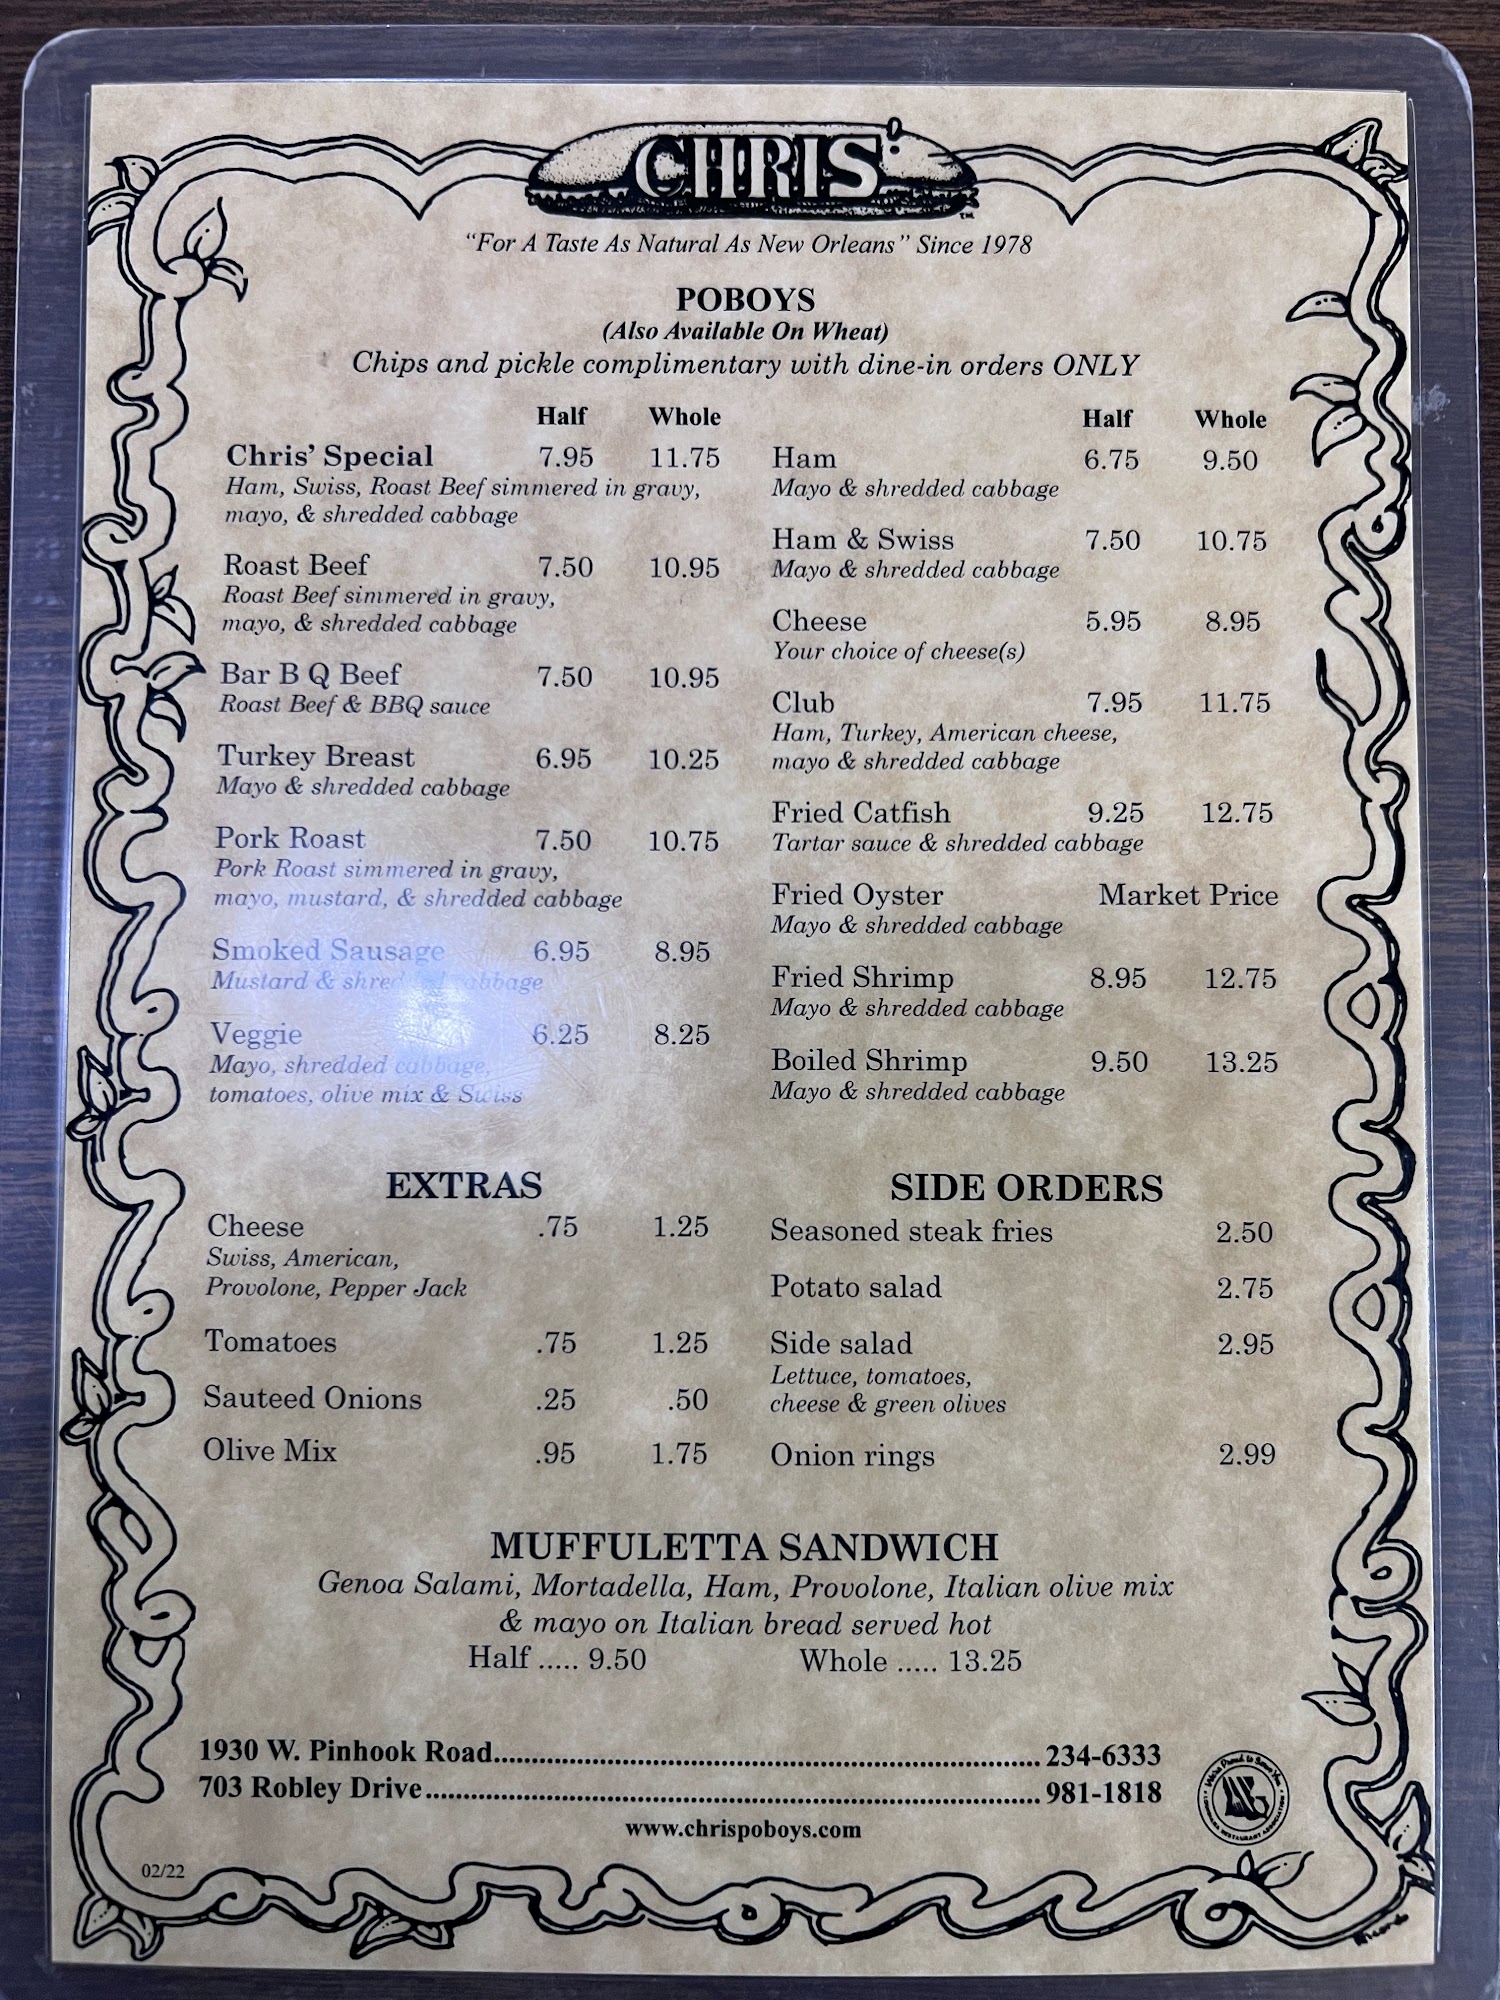 CHRIS'
TM
"For A Taste As Natural As New Orleans" Since 1978
POBOYS
(Also Available On Wheat)
Chips and pickle complimentary with dine-in orders ONLY
Half Whole
Chris' Special 7.95 11.75
Ham, Swiss, Roast Beef simmered in gravy,
mayo, & shredded cabbage
Roast Beef 7.50 10.95
Roast Beef simmered in gravy,
mayo, & shredded cabbage
Bar B Q Beef 7.50 10.95
Roast Beef & BBQ sauce
Turkey Breast 6.95 10.25
Mayo & shredded cabbage
Pork Roast 7.50 10.75
Pork Roast simmered in gravy,
mayo, mustard, & shredded cabbage
Smoked Sausage 6.95 8.95
Mustard & shredded cabbage
Veggie 6.25 8.25
Mayo, shredded cabbage,
tomatoes, olive mix & Swiss
Half Whole
Ham 6.75 9.50
Mayo & shredded cabbage
Ham & Swiss 7.50 10.75
Mayo & shredded cabbage
Cheese 5.95 8.95
Your choice of cheese(s)
Club 7.95 11.75
Ham, Turkey, American cheese,
mayo & shredded cabbage
Fried Catfish 9.25 12.75
Tartar sauce & shredded cabbage
Fried Oyster Market Price
Mayo & shredded cabbage
Fried Shrimp 8.95 12.75
Mayo & shredded cabbage
Boiled Shrimp 9.50 13.25
Mayo & shredded cabbage
EXTRAS
Cheese .75 1.25
Swiss, American,
Provolone, Pepper Jack
Tomatoes .75 1.25
Sauteed Onions .25 .50
Olive Mix .95 1.75
SIDE ORDERS
Seasoned steak fries 2.50
Potato salad 2.75
Side salad 2.95
Lettuce, tomatoes,
cheese & green olives
Onion rings 2.99
MUFFULETTA SANDWICH
Genoa Salami, Mortadella, Ham, Provolone, Italian olive mix
& mayo on Italian bread served hot
Half ..... 9.50 Whole ..... 13.25
1930 W. Pinhook Road............................................................ 234-6333
703 Robley Drive.................................................................... 981-1818
www.chrispoboys.com
We're Proud to Serve You
LOUISIANA RESTAURANT ASSOCIATION
02/22